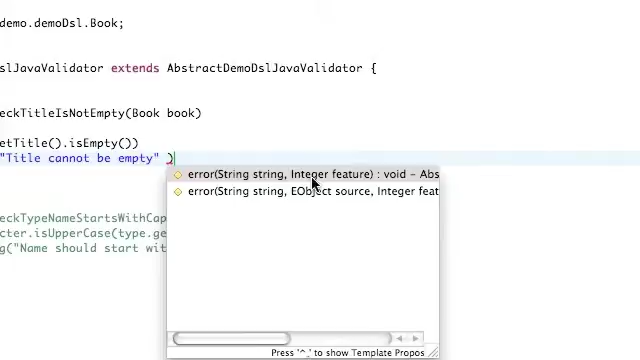 demo.demoDsl.Book;
slJavaValidator extends AbstractDemoDslJavaValidator {
eckTitleIsNotEmpty(Book book)
etTitle().isEmpty())
"Title cannot be empty" )
error(String string, Integer feature) : void - Abs
error(String string, EObject source, Integer feat
eckTypeNameStartsWithCap
cter.isUpperCase(type.ge
g("Name should start wit
Press '^_' to show Template Propos